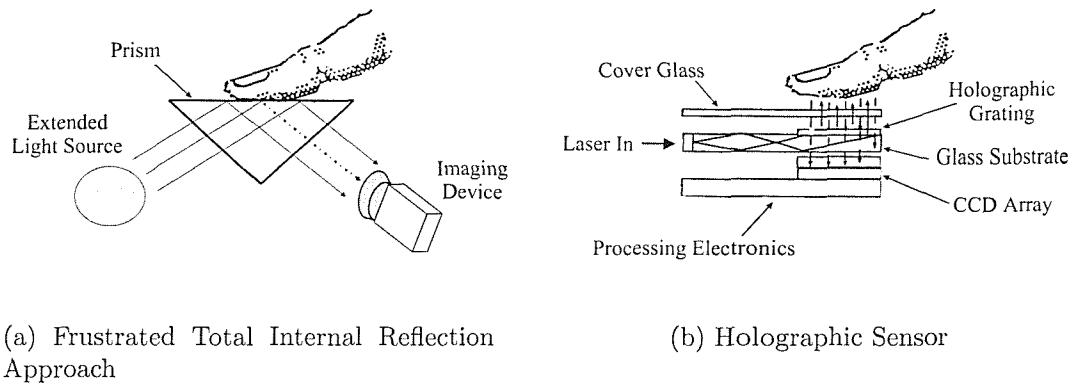 Prism
Extended
Light Source
Imaging
Device
Cover Glass
Holographic
Grating
Laser In
Glass Substrate
CCD Array
Processing Electronics
(a) Frustrated Total Internal Reflection
Approach
(b) Holographic Sensor